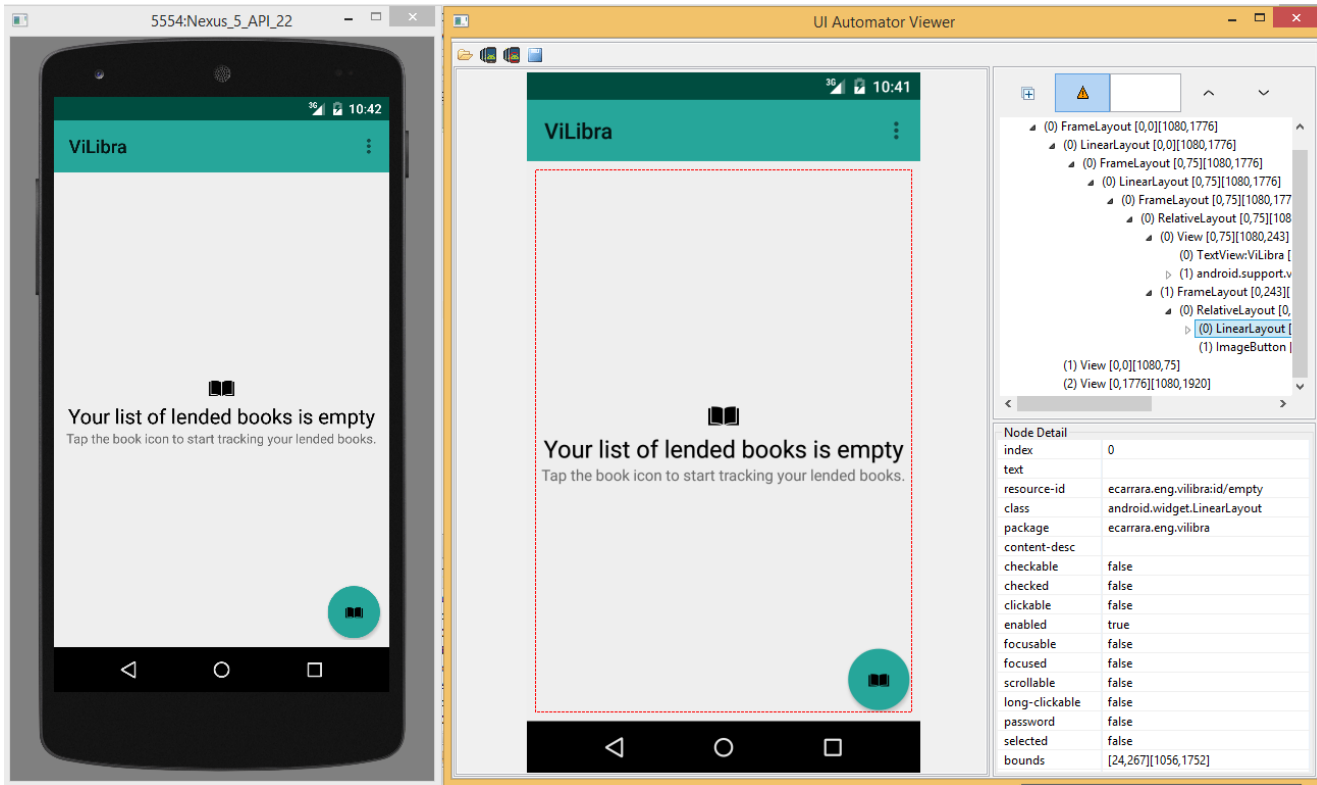 5554:Nexus_5_API_22
3G 10:42
ViLibra
Your list of lended books is empty
Tap the book icon to start tracking your lended books.
UI Automator Viewer
3G 10:41
ViLibra
Your list of lended books is empty
Tap the book icon to start tracking your lended books.
(0) FrameLayout [0,0][1080,1776]
(0) LinearLayout [0,0][1080,1776]
(0) FrameLayout [0,75][1080,1776]
(0) LinearLayout [0,75][1080,1776]
(0) FrameLayout [0,75][1080,177
(0) RelativeLayout [0,75][108
(0) View [0,75][1080,243]
(0) TextView:ViLibra [
(1) android.support.v
(1) FrameLayout [0,243][
(0) RelativeLayout [0,
(0) LinearLayout [
(1) ImageButton [
(1) View [0,0][1080,75]
(2) View [0,1776][1080,1920]
Node Detail
index 0
text
resource-id ecarrara.eng.vilibra:id/empty
class android.widget.LinearLayout
package ecarrara.eng.vilibra
content-desc
checkable false
checked false
clickable false
enabled true
focusable false
focused false
scrollable false
long-clickable false
password false
selected false
bounds [24,267][1056,1752]